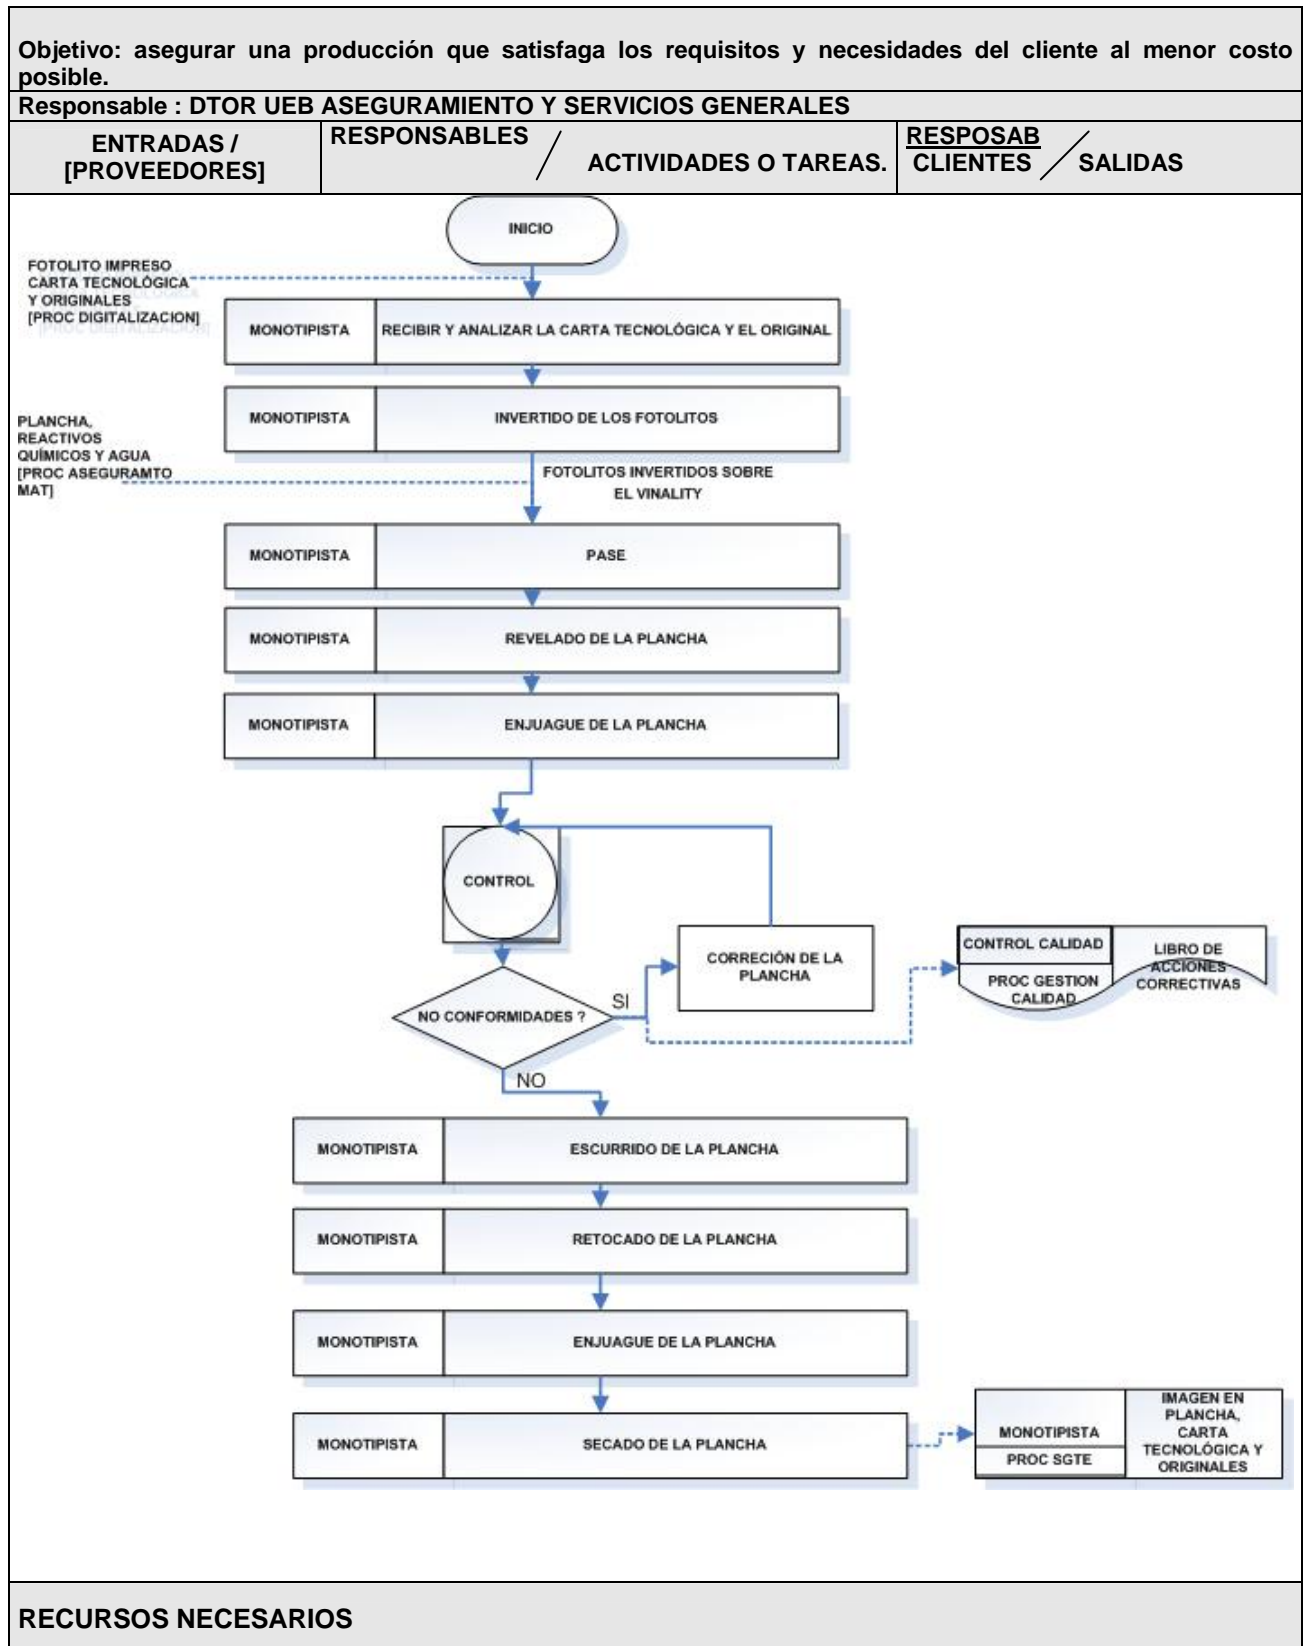 Objetivo: asegurar una producción que satisfaga los requisitos y necesidades del cliente al menor costo
posible.
Responsable : DTOR UEB ASEGURAMIENTO Y SERVICIOS GENERALES
ENTRADAS /
[PROVEEDORES]
RESPONSABLES
ACTIVIDADES O TAREAS.
RESPOSAB
CLIENTES
SALIDAS
INICIO
FOTOLITO IMPRESO
CARTA TECNOLÓGICA
Y ORIGINALES
[PROC DIGITALIZACION]
MONOTIPISTA
RECIBIR Y ANALIZAR LA CARTA TECNOLÓGICA Y EL ORIGINAL
MONOTIPISTA
INVERTIDO DE LOS FOTOLITOS
PLANCHA,
REACTIVOS
QUÍMICOS Y AGUA
[PROC ASEGURAMTO
MAT]
FOTOLITOS INVERTIDOS SOBRE
EL VINALITY
MONOTIPISTA
PASE
MONOTIPISTA
REVELADO DE LA PLANCHA
MONOTIPISTA
ENJUAGUE DE LA PLANCHA
CONTROL
CORRECIÓN DE LA
PLANCHA
CONTROL CALIDAD
PROC GESTION
CALIDAD
LIBRO DE
ACCIONES
CORRECTIVAS
NO CONFORMIDADES ?
SI
NO
MONOTIPISTA
ESCURRIDO DE LA PLANCHA
MONOTIPISTA
RETOCADO DE LA PLANCHA
MONOTIPISTA
ENJUAGUE DE LA PLANCHA
MONOTIPISTA
SECADO DE LA PLANCHA
MONOTIPISTA
PROC SGTE
IMAGEN EN
PLANCHA,
CARTA
TECNOLÓGICA Y
ORIGINALES
RECURSOS NECESARIOS